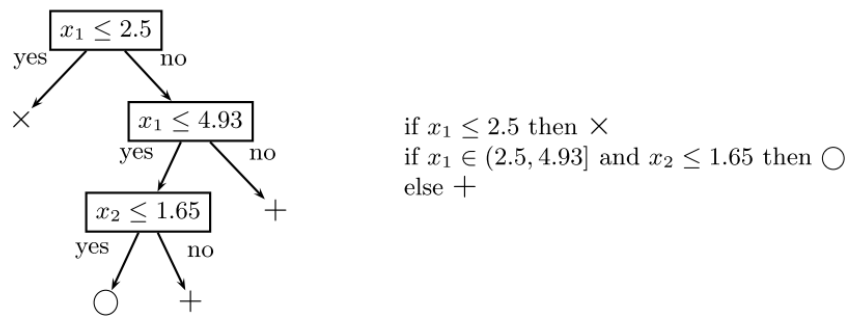 x₁ ≤ 2.5
yes
no
×
x₁ ≤ 4.93
yes
no
x₂ ≤ 1.65
+
yes
no
○
+
if x₁ ≤ 2.5 then ×
if x₁ ∈ (2.5, 4.93] and x₂ ≤ 1.65 then ○
else +